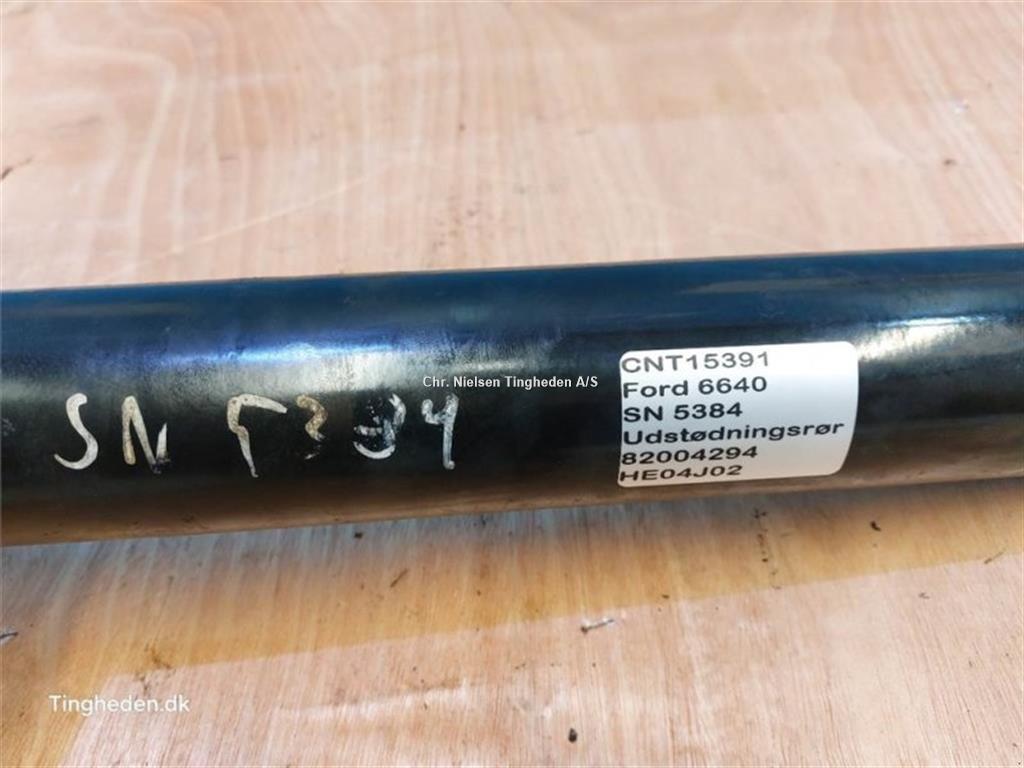 CNT15391
Ford 6640
SN 5384
Udstødningsrør
82004294
HE04J02
Chr. Nielsen Tingheden A/S
SN 5384
Tingheden.dk